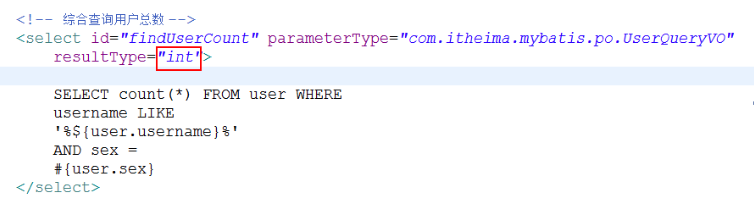 <!-- 综合查询用户总数 -->
<select id="findUserCount" parameterType="com.itheima.mybatis.po.UserQueryVO"
resultType="int">
SELECT count(*) FROM user WHERE
username LIKE
'%${user.username}%'
AND sex =
#{user.sex}
</select>